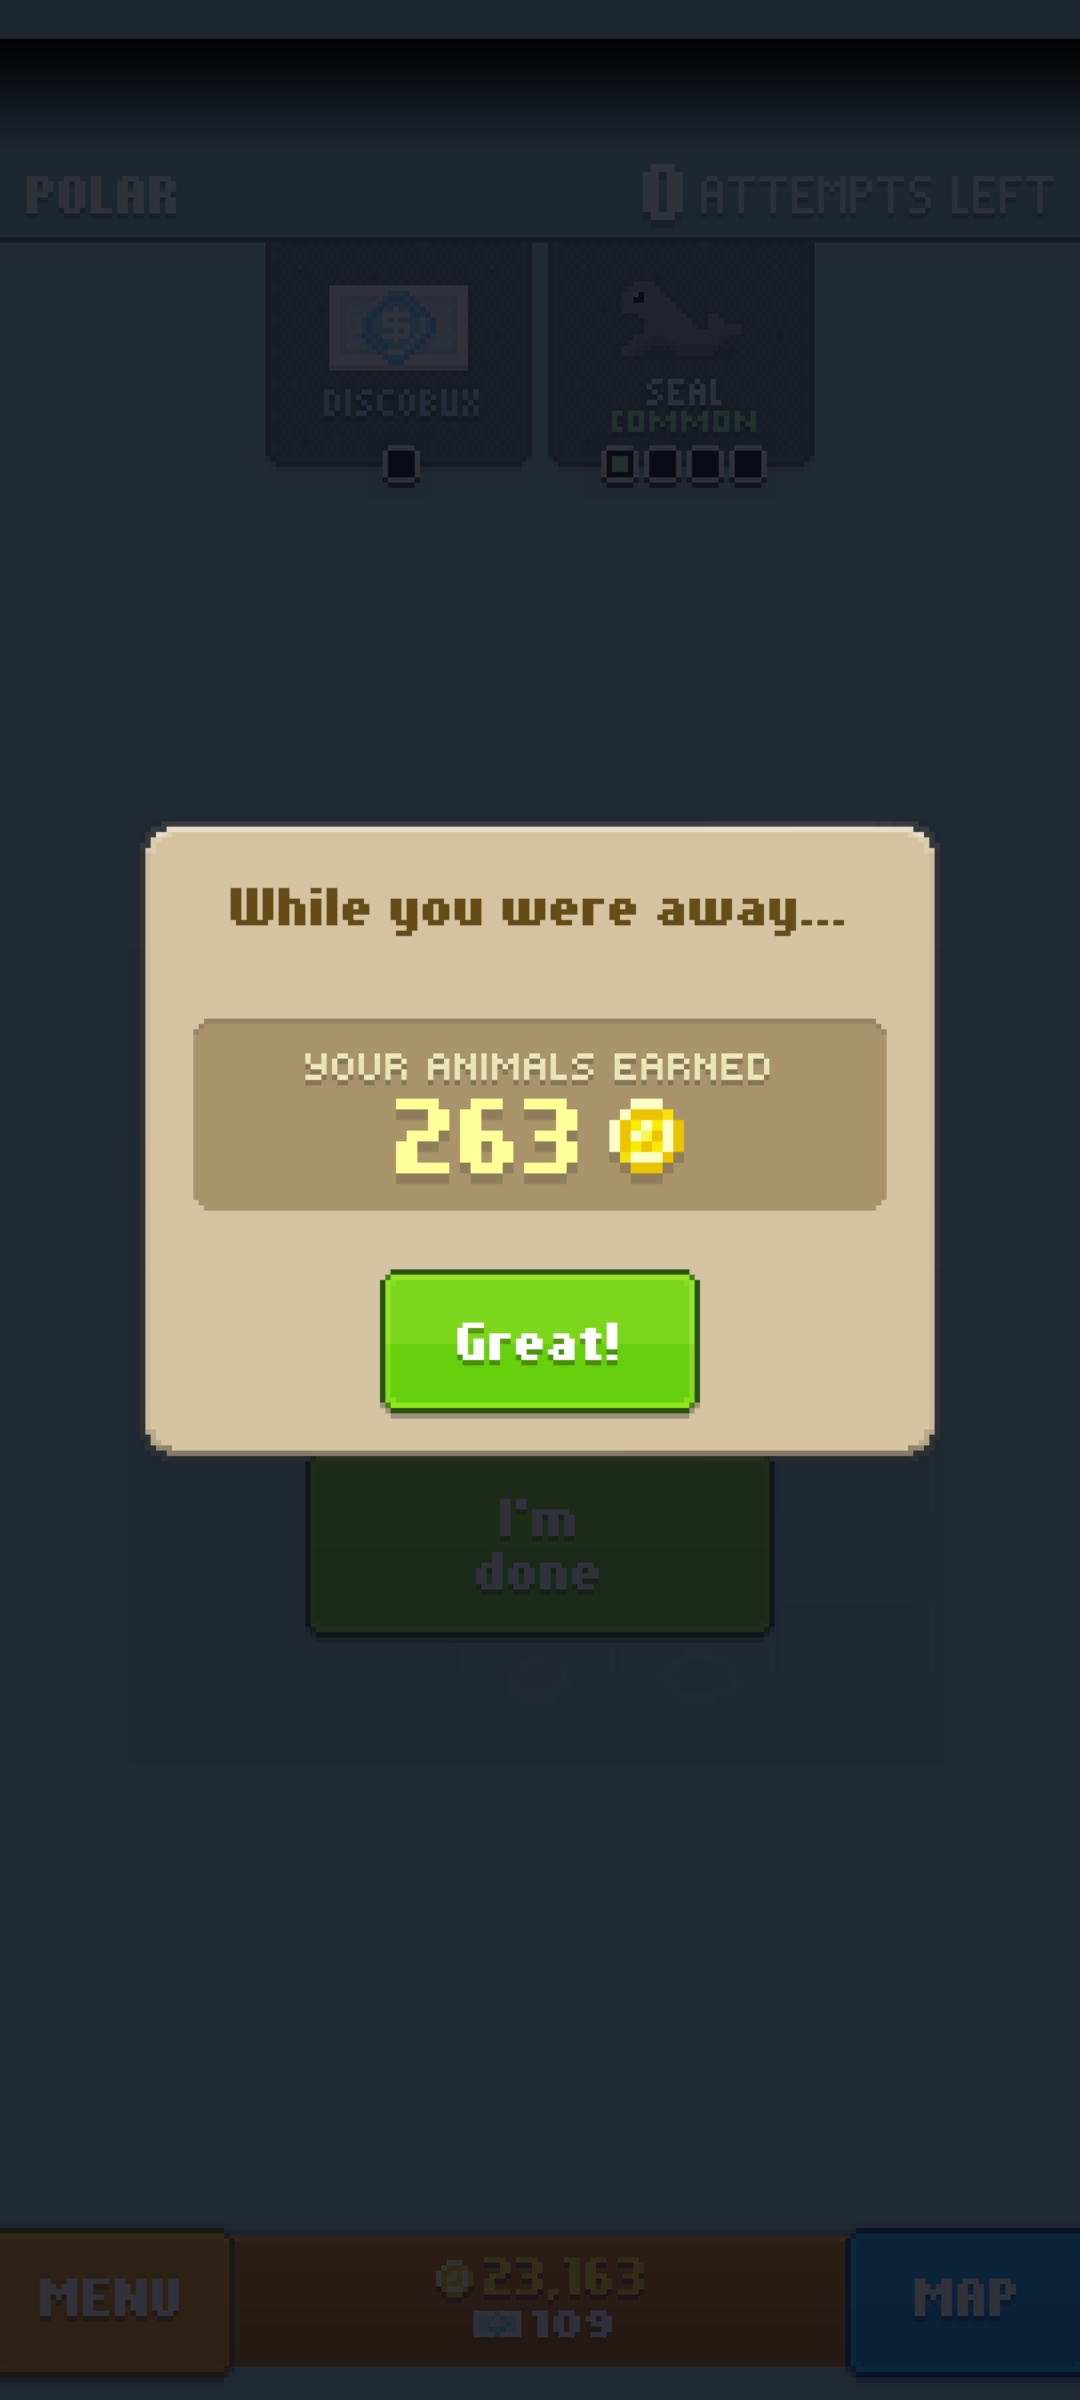 POLAR
0 ATTEMPTS LEFT
$
DISCOBUX
SEAL
COMMON
While you were away...
YOUR ANIMALS EARNED
263
Great!
I'm
done
MENU
23,163
109
MAP